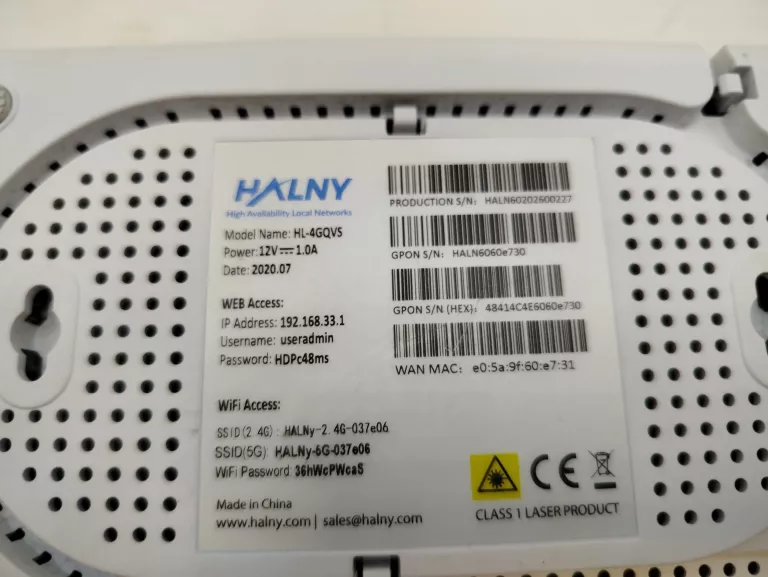 HALNY
High Availability Local Networks
Model Name: HL-4GQVS
Power: 12V⎓1.0A
Date: 2020.07
WEB Access:
IP Address: 192.168.33.1
Username: useradmin
Password: HDPc48ms
WiFi Access:
SSID(2.4G): HALNy-2.4G-037e06
SSID(5G): HALNy-5G-037e06
WiFi Password: 36hWcPWcaS
Made in China
www.halny.com | sales@halny.com
PRODUCTION S/N: HALN60202600227
GPON S/N: HALN6060e730
GPON S/N (HEX): 48414C4E6060e730
WAN MAC: e0:5a:9f:60:e7:31
CE
CLASS 1 LASER PRODUCT